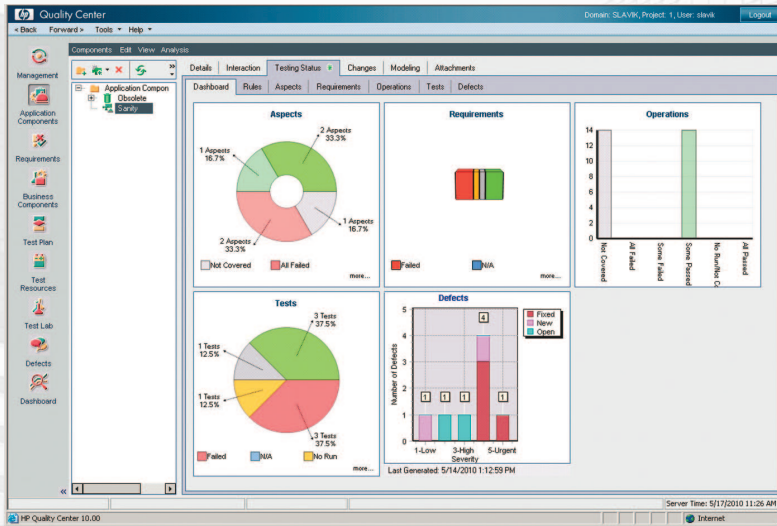 Quality Center
Domain: SLAVIK, Project: 1, User: slavik
Logout
< Back Forward > Tools Help
Components Edit View Analysis
Management
Application Components
Requirements
Business Components
Test Plan
Test Resources
Test Lab
Defects
Dashboard
Application Compon
Obsolete
Sanity
Details Interaction Testing Status Changes Modeling Attachments
Dashboard Rules Aspects Requirements Operations Tests Defects
Aspects
2 Aspects
33.3%
1 Aspects
16.7%
1 Aspects
16.7%
2 Aspects
33.3%
Not Covered All Failed
more...
Requirements
Failed N/A
more...
Operations
14
12
10
8
6
4
2
0
Not Covered
All Failed
Some Failed
Some Passed
No Run/Not Co
All Passed
Tests
3 Tests
37.5%
1 Tests
12.5%
1 Tests
12.5%
3 Tests
37.5%
Failed N/A No Run
more...
Defects
Number of Defects
5
4
3
2
1
0
1 1 1 4 1
Fixed
New
Open
1-Low 3-High 5-Urgent
Severity
Last Generated: 5/14/2010 1:12:59 PM
Server Time: 5/17/2010 11:26 AM
HP Quality Center 10.00
Internet